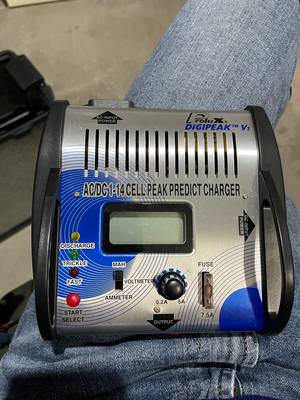 AC INPUT
POWER
ProluX
DIGIPEAK™ V2
AC/DC 1-14 CELL PEAK PREDICT CHARGER
DISCHARGE
TRICKLE
FAST
START
SELECT
MAH
VOLTMETER
AMMETER
0.2A
5A
OUTPUT
FUSE
7.5A